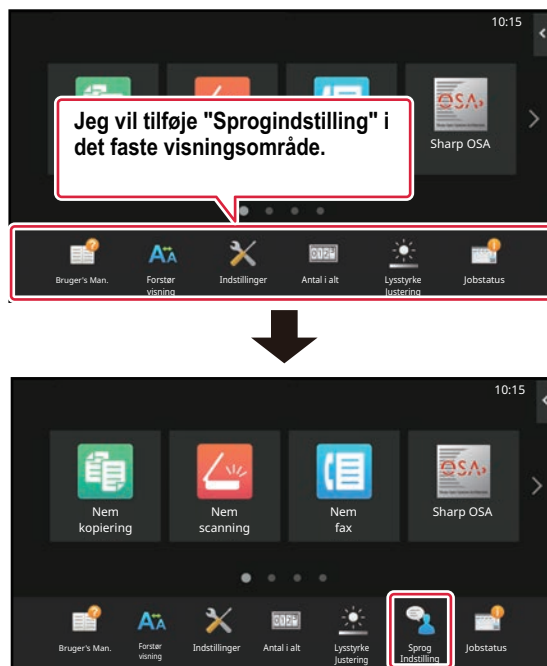 10:15
Jeg vil tilføje "Sprogindstilling" i
det faste visningsområde.
OSA
Sharp OSA
Bruger's Man.
Forstør
visning
Indstillinger
Antal i alt
Lysstyrke
Justering
Jobstatus
10:15
Nem
kopiering
Nem
scanning
Nem
fax
OSA
Sharp OSA
Bruger's Man.
Forstør
visning
Indstillinger
Antal i alt
Lysstyrke
Justering
Sprog
Indstilling
Jobstatus